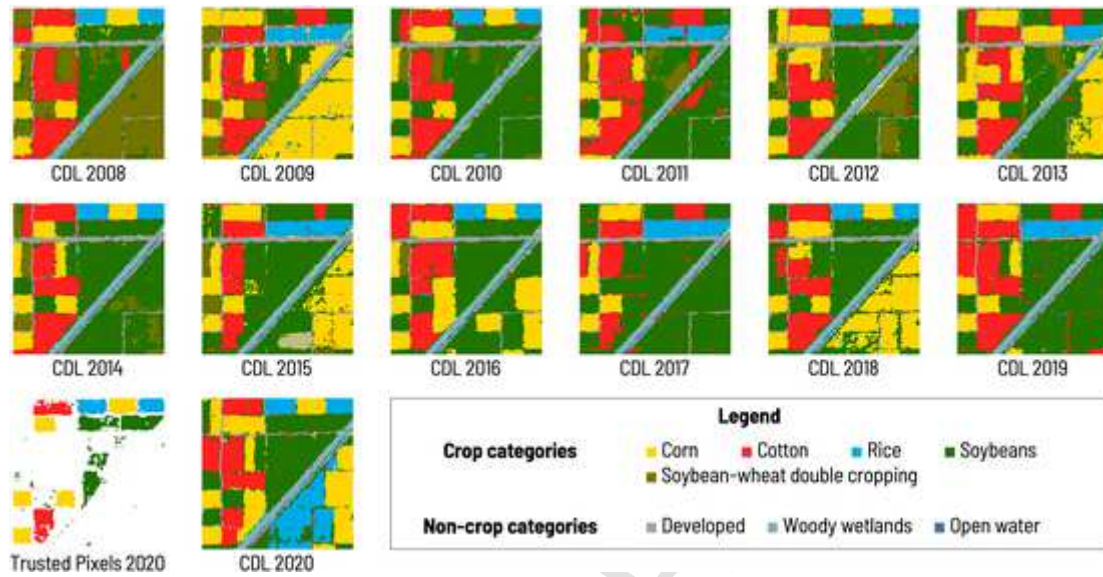 CDL 2008 CDL 2009 CDL 2010 CDL 2011 CDL 2012 CDL 2013
CDL 2014 CDL 2015 CDL 2016 CDL 2017 CDL 2018 CDL 2019
Trusted Pixels 2020 CDL 2020
Legend
Crop categories Corn Cotton Rice Soybeans
Soybean-wheat double cropping
Non-crop categories Developed Woody wetlands Open water